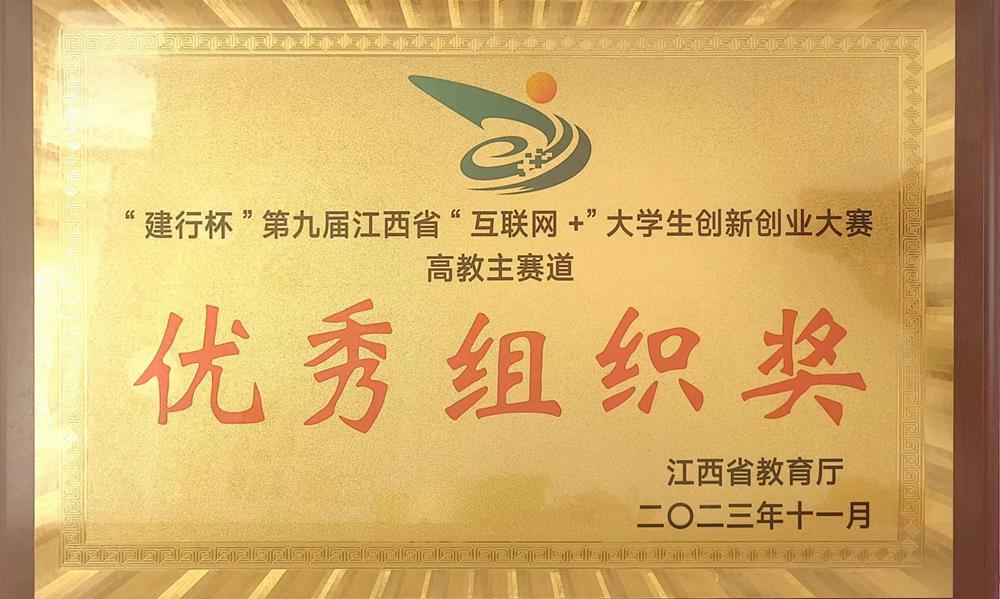 “建行杯”第九届江西省“互联网+”大学生创新创业大赛
高教主赛道
优秀组织奖
江西省教育厅
二〇二三年十一月